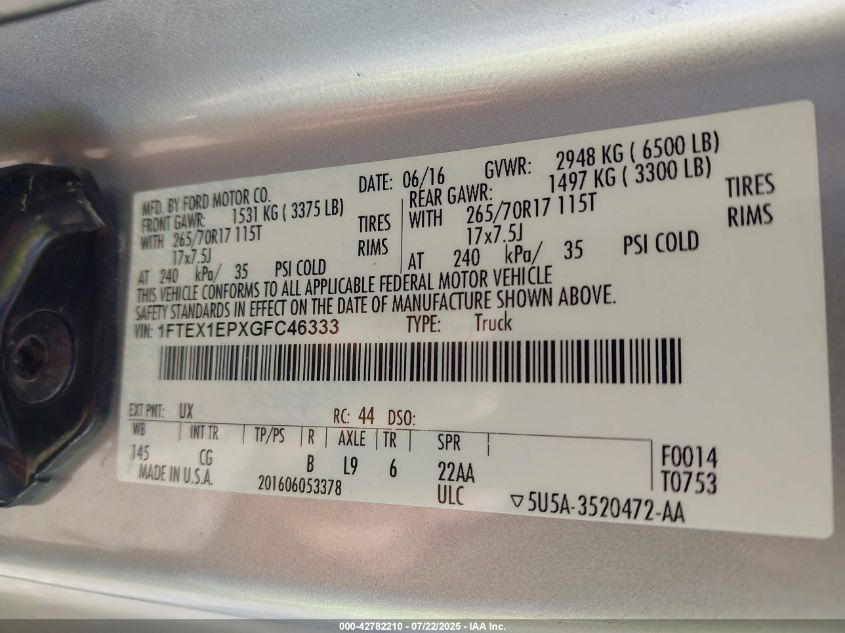 MFD. BY FORD MOTOR CO. DATE: 06/16 GVWR: 2948 KG ( 6500 LB)
FRONT GAWR: 1531 KG ( 3375 LB) REAR GAWR: 1497 KG ( 3300 LB)
WITH 265/70R17 115T TIRES WITH 265/70R17 115T TIRES
17x7.5J RIMS 17x7.5J RIMS
AT 240 kPa/ 35 PSI COLD AT 240 kPa/ 35 PSI COLD
THIS VEHICLE CONFORMS TO ALL APPLICABLE FEDERAL MOTOR VEHICLE
SAFETY STANDARDS IN EFFECT ON THE DATE OF MANUFACTURE SHOWN ABOVE.
VIN: 1FTEX1EPXGFC46333 TYPE: Truck
EXT PNT: UX RC: 44 DSO:
WB INT TR TP/PS R AXLE TR SPR
145 CG B L9 6 22AA F0014
MADE IN U.S.A. 201606053378 ULC T0753
▽5U5A-3520472-AA
000-42782210 - 07/22/2025 - IAA Inc.